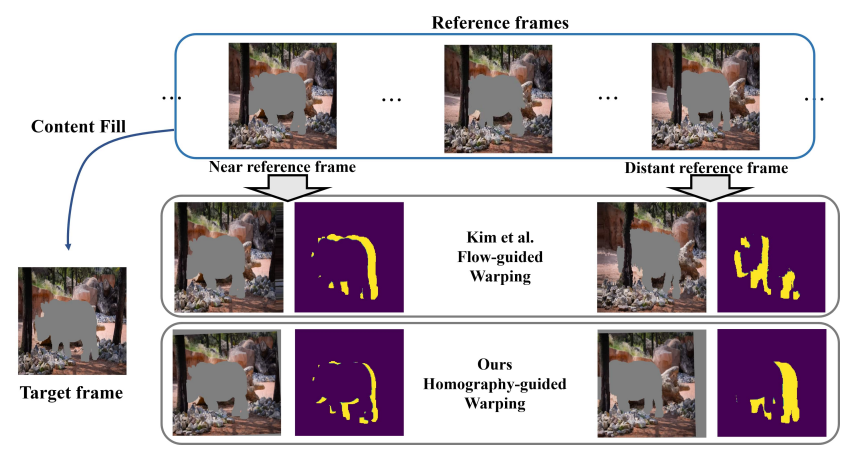 Reference frames
... ... ... ...
Content Fill
Near reference frame
Distant reference frame
Kim et al.
Flow-guided
Warping
Target frame
Ours
Homography-guided
Warping